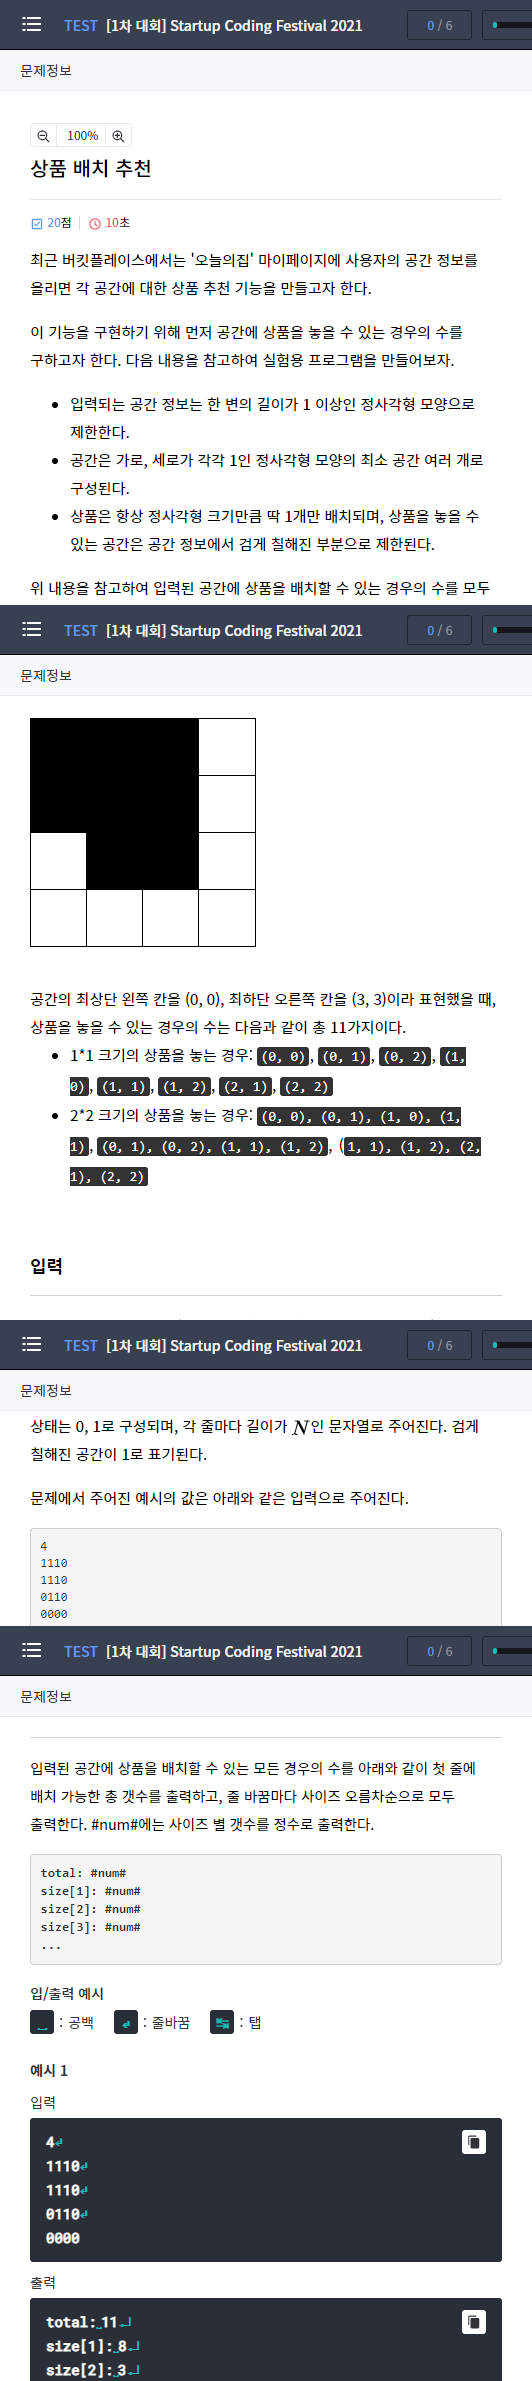 TEST [1차 대회] Startup Coding Festival 2021 0 / 6
문제정보
100%
상품 배치 추천
20점 10초
최근 버킷플레이스에서는 '오늘의집' 마이페이지에 사용자의 공간 정보를
올리면 각 공간에 대한 상품 추천 기능을 만들고자 한다.
이 기능을 구현하기 위해 먼저 공간에 상품을 놓을 수 있는 경우의 수를
구하고자 한다. 다음 내용을 참고하여 실험용 프로그램을 만들어보자.
입력되는 공간 정보는 한 변의 길이가 1 이상인 정사각형 모양으로
제한한다.
공간은 가로, 세로가 각각 1인 정사각형 모양의 최소 공간 여러 개로
구성된다.
상품은 항상 정사각형 크기만큼 딱 1개만 배치되며, 상품을 놓을 수
있는 공간은 공간 정보에서 검게 칠해진 부분으로 제한된다.
위 내용을 참고하여 입력된 공간에 상품을 배치할 수 있는 경우의 수를 모두
TEST [1차 대회] Startup Coding Festival 2021 0 / 6
문제정보
공간의 최상단 왼쪽 칸을 (0, 0), 최하단 오른쪽 칸을 (3, 3)이라 표현했을 때,
상품을 놓을 수 있는 경우의 수는 다음과 같이 총 11가지이다.
1*1 크기의 상품을 놓는 경우: (0, 0), (0, 1), (0, 2), (1,
0), (1, 1), (1, 2), (2, 1), (2, 2)
2*2 크기의 상품을 놓는 경우: (0, 0), (0, 1), (1, 0), (1,
1), (0, 1), (0, 2), (1, 1), (1, 2), (1, 1), (1, 2), (2,
1), (2, 2)
입력
TEST [1차 대회] Startup Coding Festival 2021 0 / 6
문제정보
상태는 0, 1로 구성되며, 각 줄마다 길이가 N인 문자열로 주어진다. 검게
칠해진 공간이 1로 표기된다.
문제에서 주어진 예시의 값은 아래와 같은 입력으로 주어진다.
4
1110
1110
0110
0000
TEST [1차 대회] Startup Coding Festival 2021 0 / 6
문제정보
입력된 공간에 상품을 배치할 수 있는 모든 경우의 수를 아래와 같이 첫 줄에
배치 가능한 총 갯수를 출력하고, 줄 바꿈마다 사이즈 오름차순으로 모두
출력한다. #num#에는 사이즈 별 갯수를 정수로 출력한다.
total: #num#
size[1]: #num#
size[2]: #num#
size[3]: #num#
...
입/출력 예시
: 공백 : 줄바꿈 : 탭
예시 1
입력
4
1110
1110
0110
0000
출력
total: 11
size[1]: 8
size[2]: 3